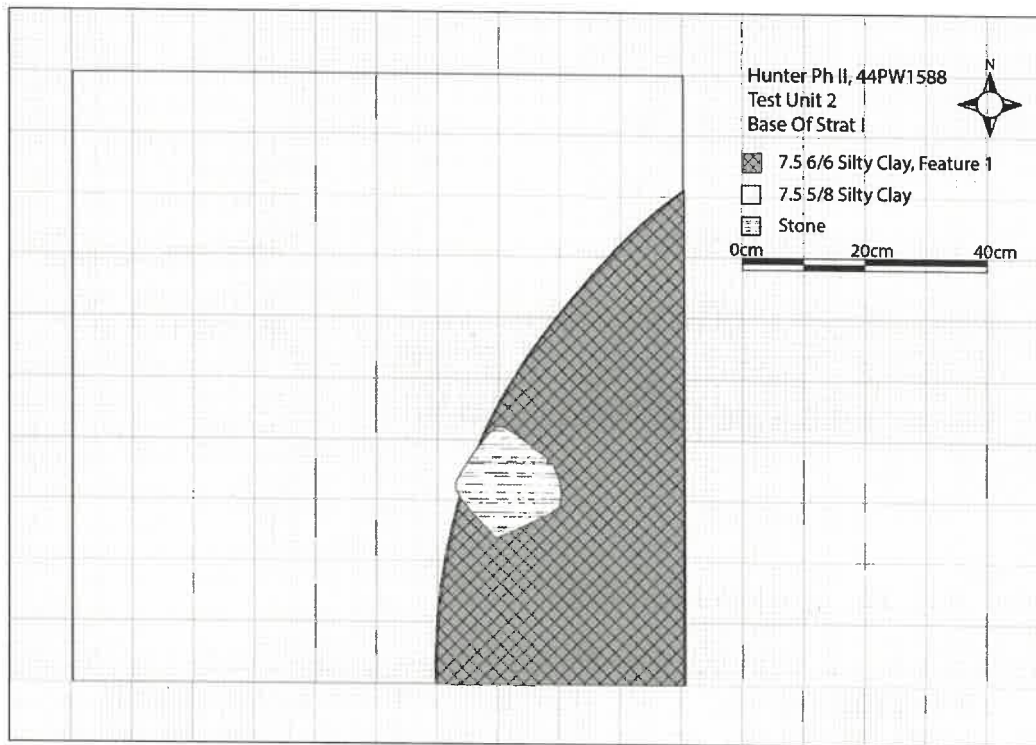 N
Hunter Ph II, 44PW1588
Test Unit 2
Base Of Strat I
7.5 6/6 Silty Clay, Feature 1
7.5 5/8 Silty Clay
Stone
0cm 20cm 40cm